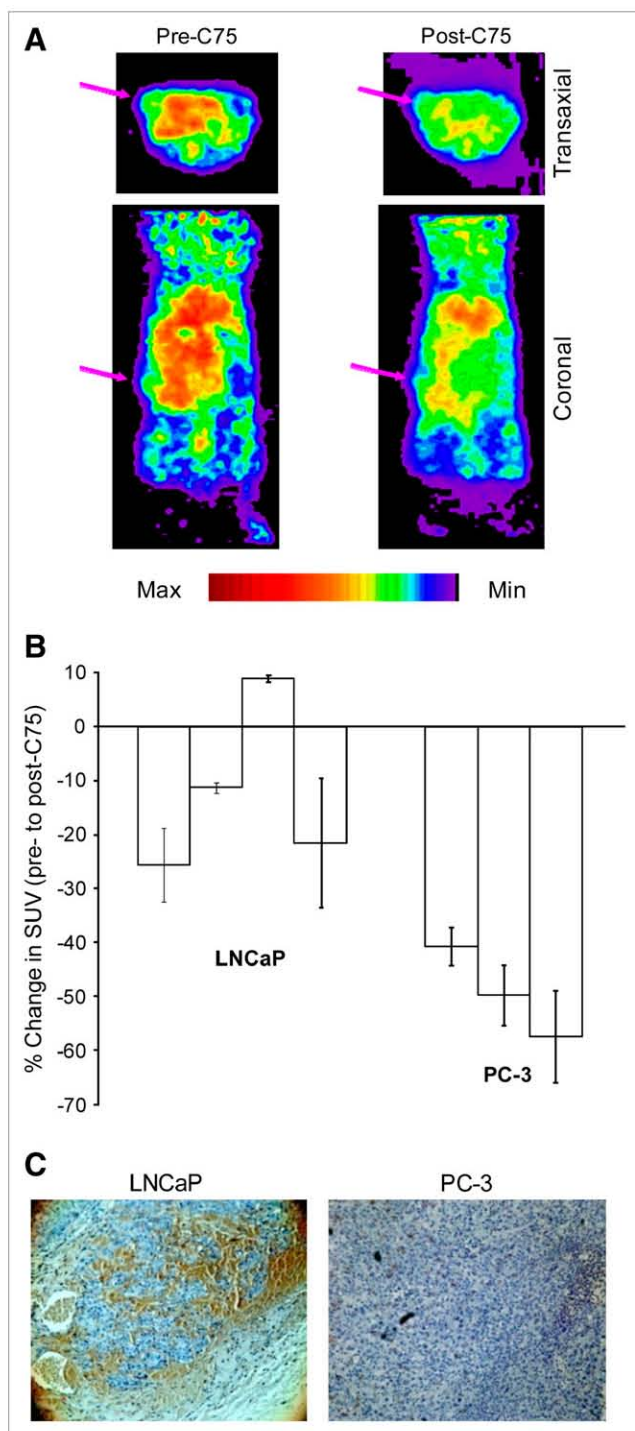 A
Pre-C75
Post-C75
Transaxial
Coronal
Max
Min
B
% Change in SUV (pre- to post-C75)
10
0
-10
-20
-30
-40
-50
-60
-70
LNCaP
PC-3
C
LNCaP
PC-3